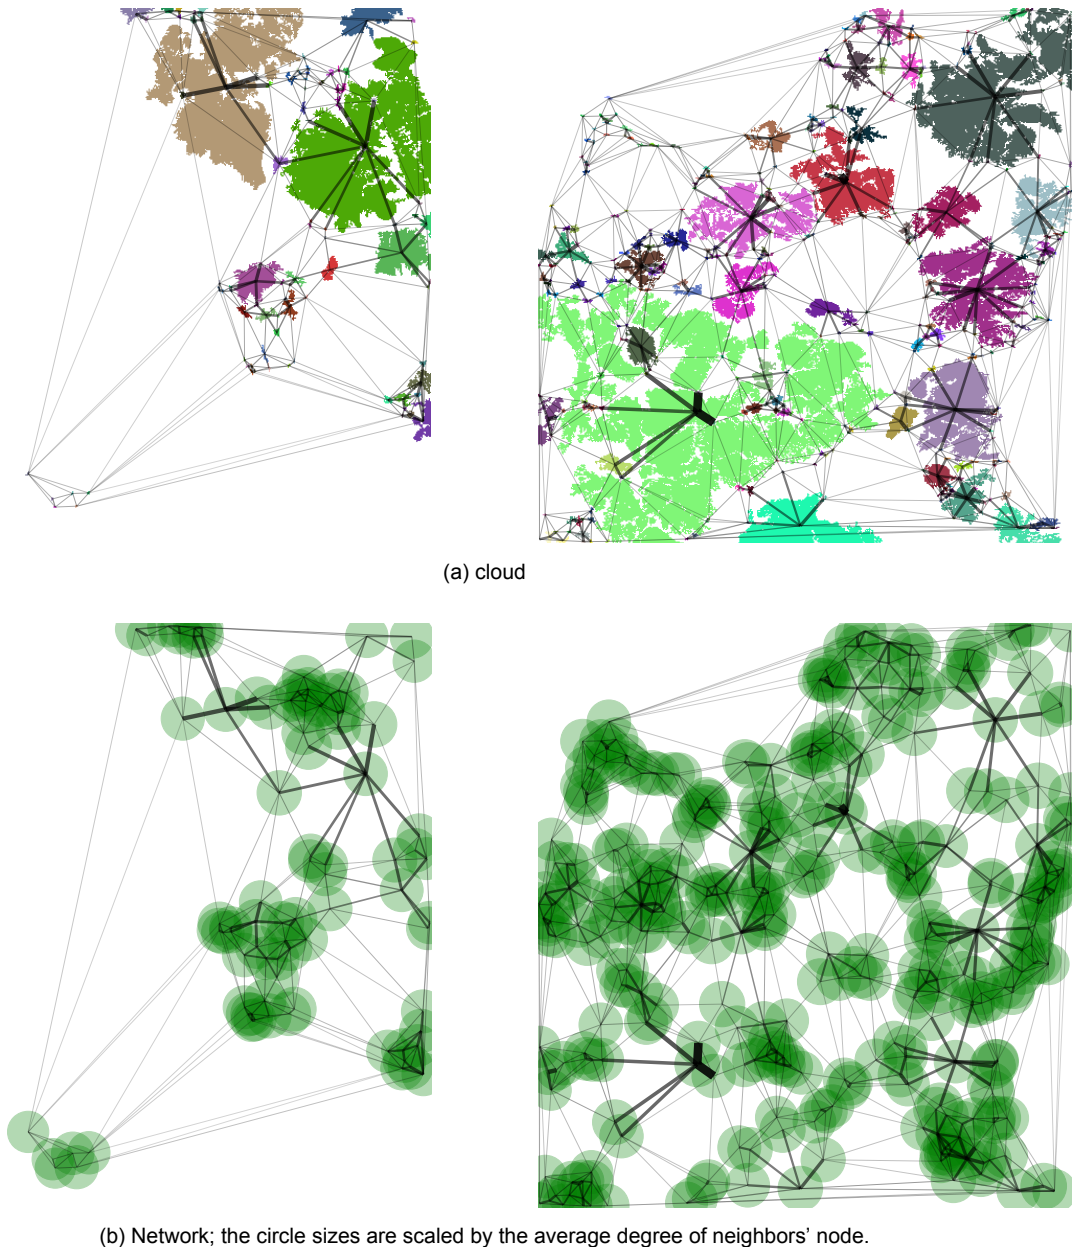 (a) cloud
(b) Network; the circle sizes are scaled by the average degree of neighbors' node.